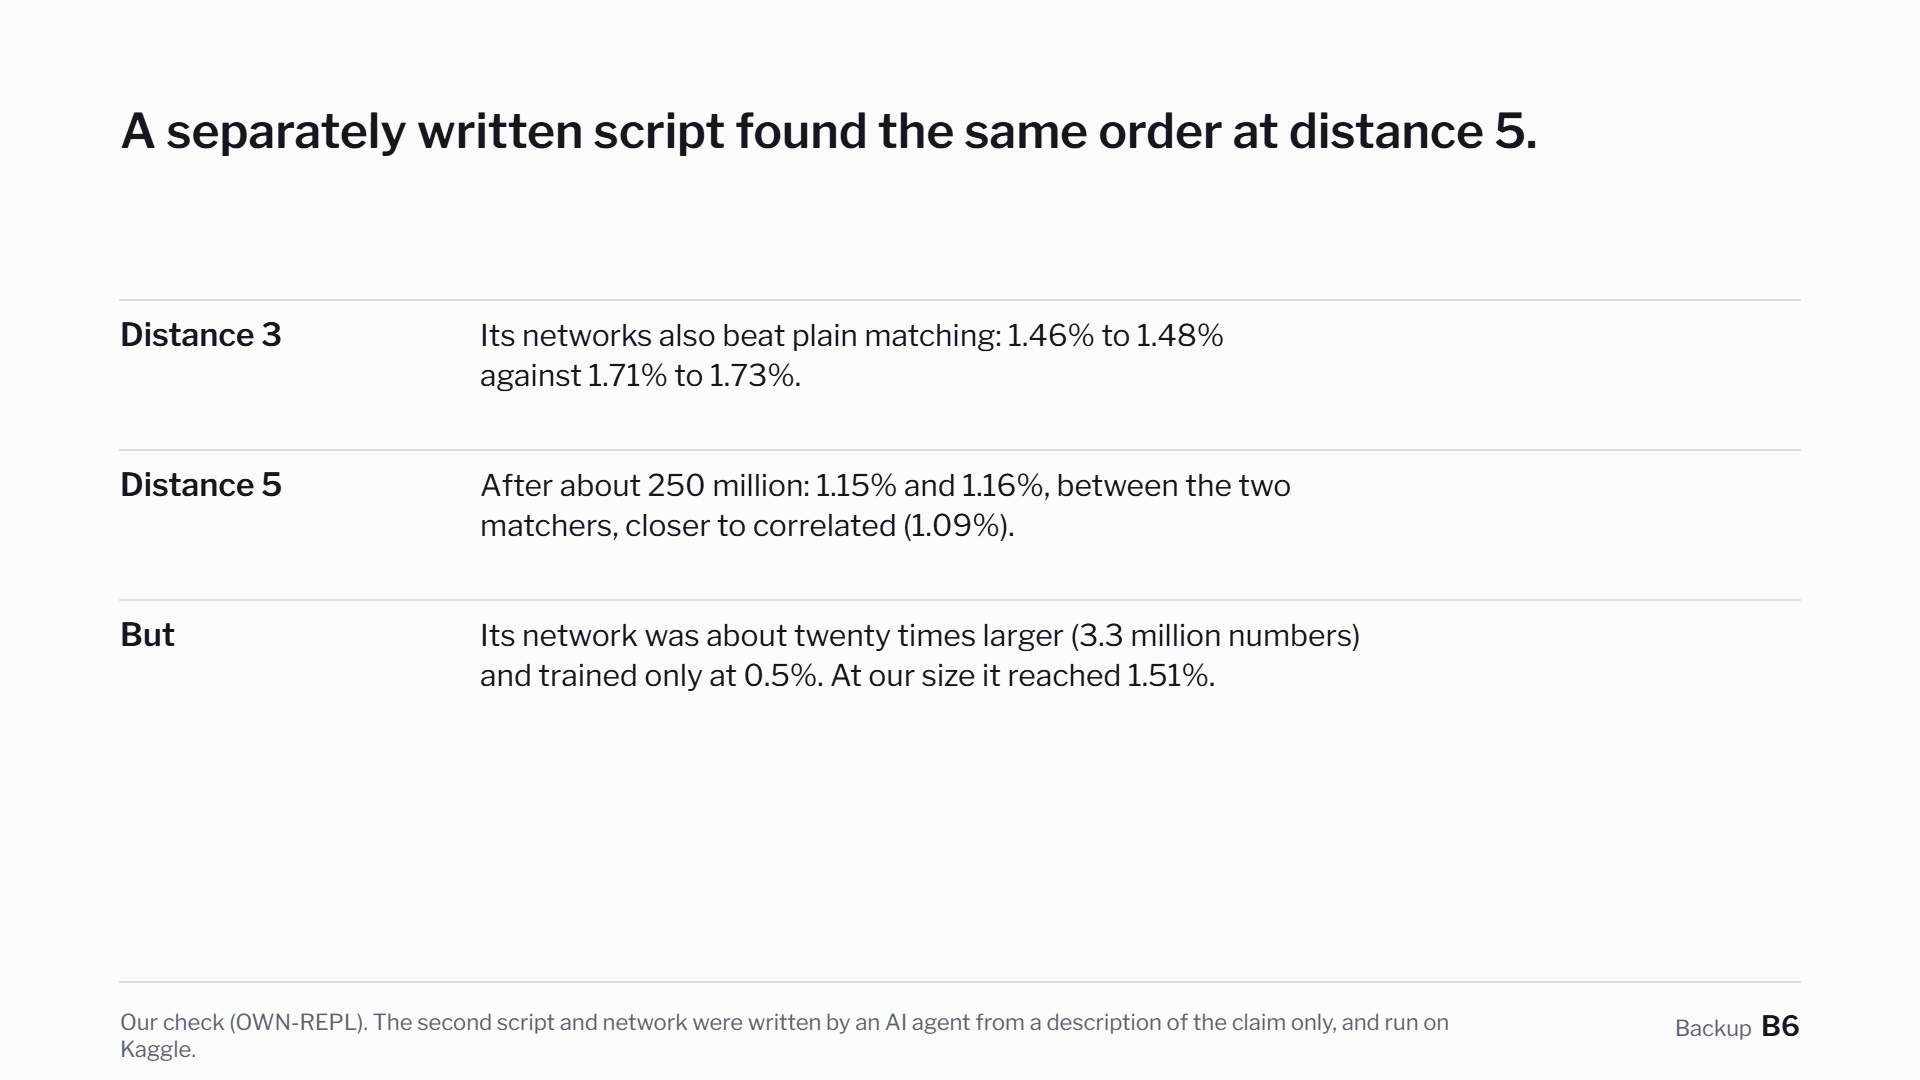 A separately written script found the same order at distance 5.
Distance 3
Its networks also beat plain matching: 1.46% to 1.48%
against 1.71% to 1.73%.
Distance 5
After about 250 million: 1.15% and 1.16%, between the two
matchers, closer to correlated (1.09%).
But
Its network was about twenty times larger (3.3 million numbers)
and trained only at 0.5%. At our size it reached 1.51%.
Our check (OWN-REPL). The second script and network were written by an AI agent from a description of the claim only, and run on
Kaggle.
Backup B6